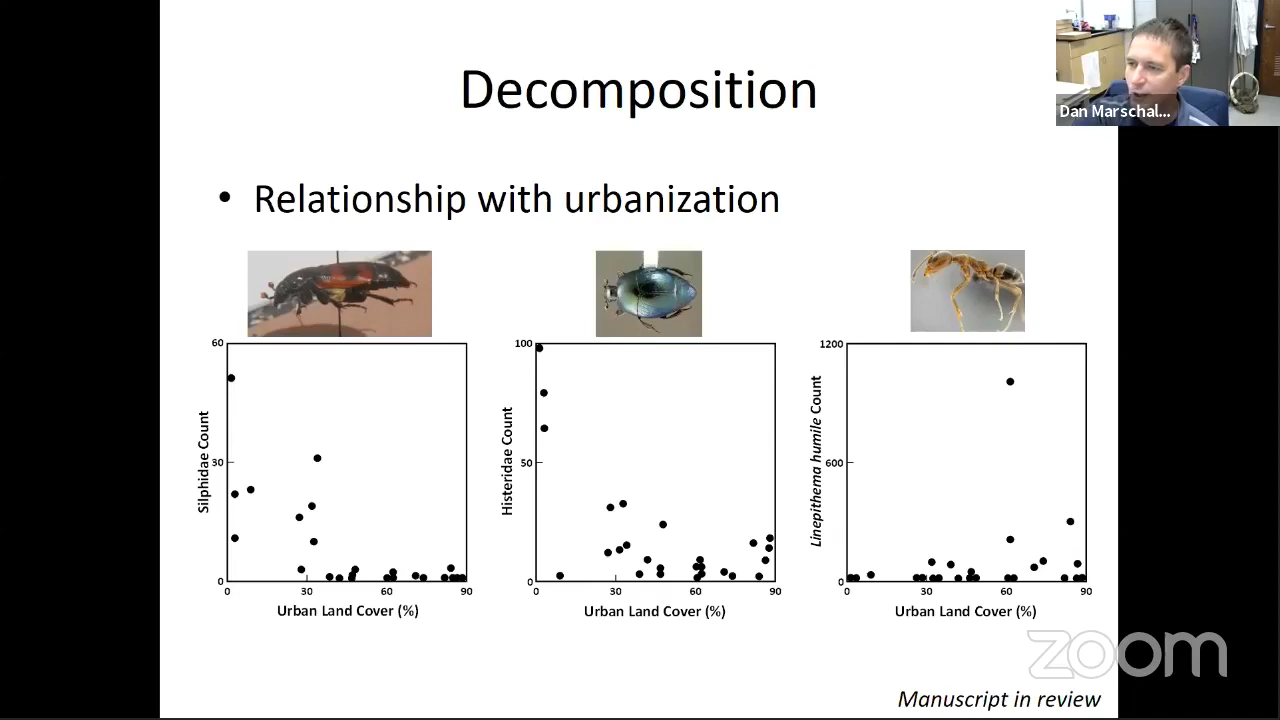 Decomposition
Dan Marschal...
• Relationship with urbanization
60
30
0
Silphidae Count
0 30 60 90
Urban Land Cover (%)
100
50
0
Histeridae Count
0 30 60 90
Urban Land Cover (%)
1200
600
0
Linepithema humile Count
0 30 60 90
Urban Land Cover (%)
zoom
Manuscript in review